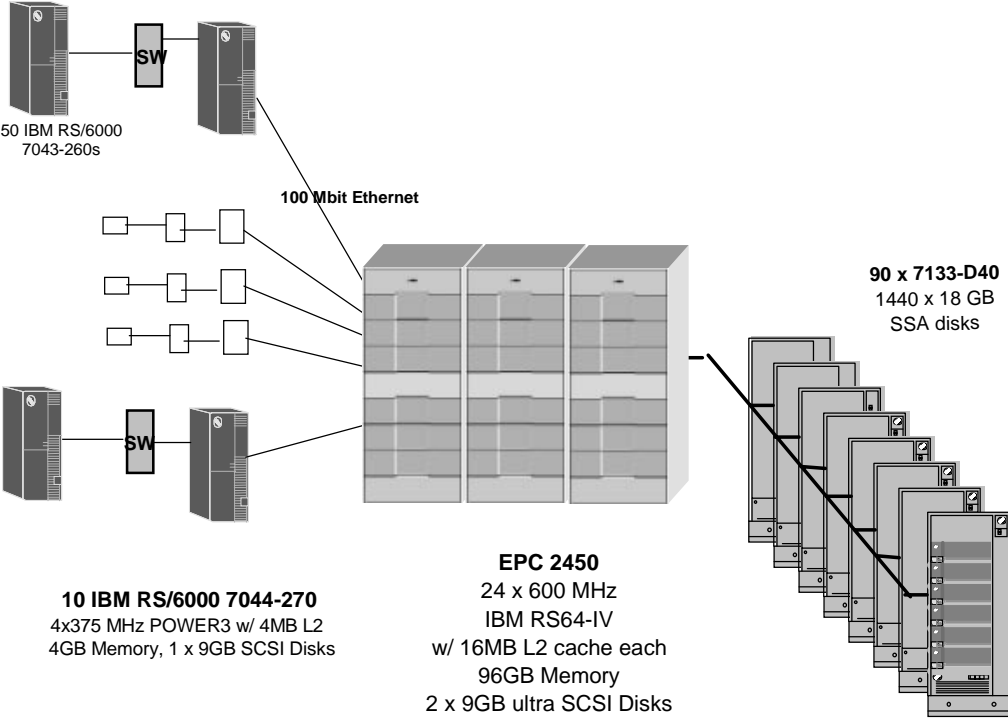 SW
50 IBM RS/6000
7043-260s
100 Mbit Ethernet
90 x 7133-D40
1440 x 18 GB
SSA disks
SW
10 IBM RS/6000 7044-270
4x375 MHz POWER3 w/ 4MB L2
4GB Memory, 1 x 9GB SCSI Disks
EPC 2450
24 x 600 MHz
IBM RS64-IV
w/ 16MB L2 cache each
96GB Memory
2 x 9GB ultra SCSI Disks